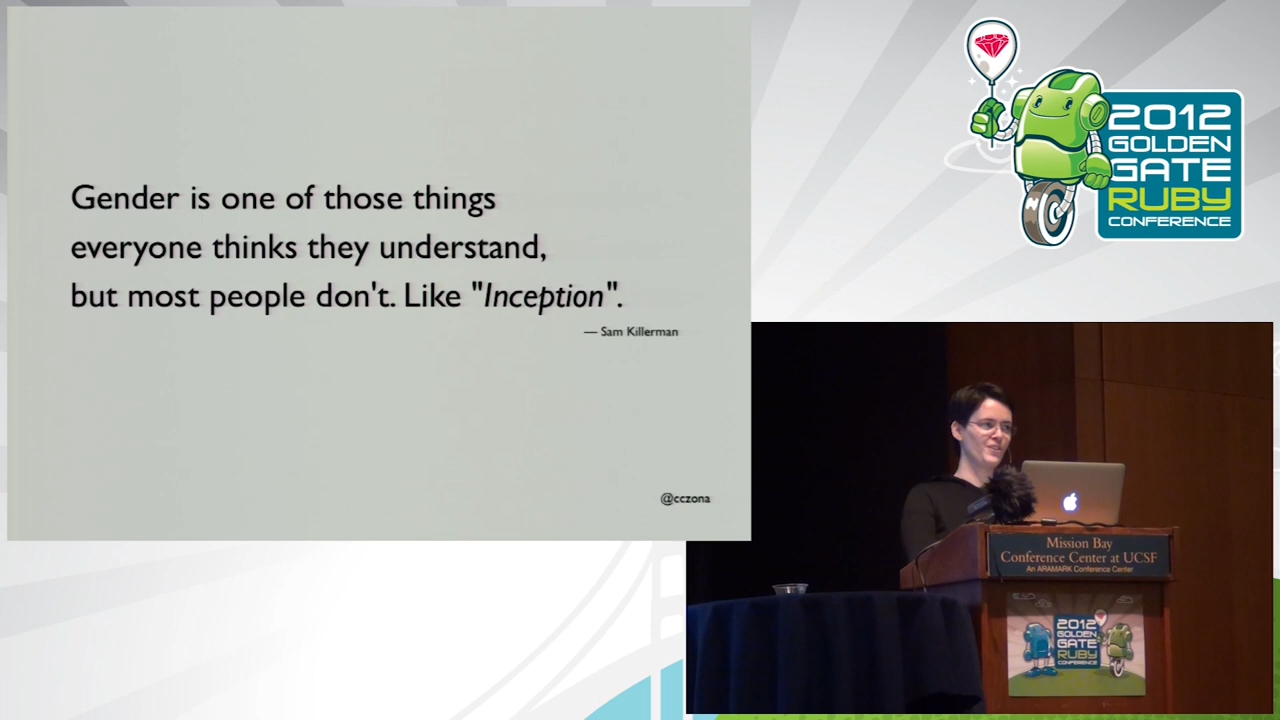 Gender is one of those things
everyone thinks they understand,
but most people don't. Like "Inception".
— Sam Killerman
@cczona
2012
GOLDEN
GATE
RUBY
CONFERENCE
Mission Bay
Conference Center at UCSF
An ARAMARK Conference Center
2012
GOLDEN
GATE
RUBY
CONFERENCE